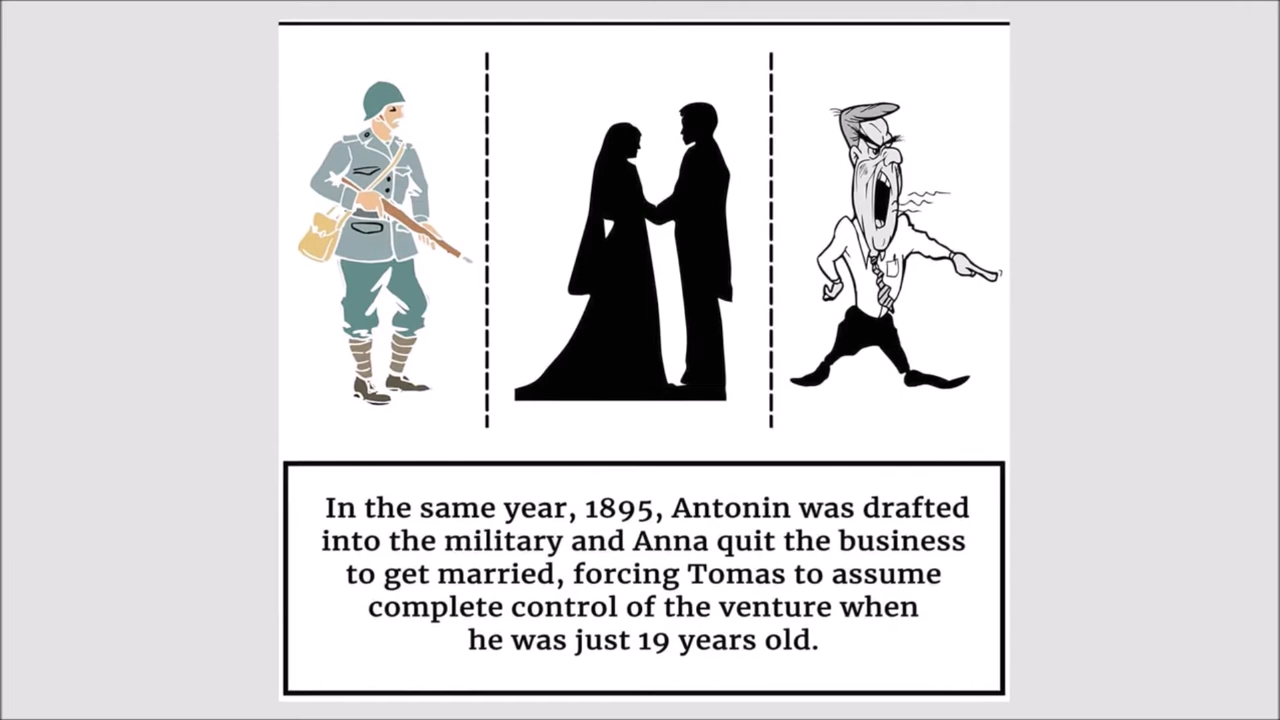 In the same year, 1895, Antonin was drafted
into the military and Anna quit the business
to get married, forcing Tomas to assume
complete control of the venture when
he was just 19 years old.